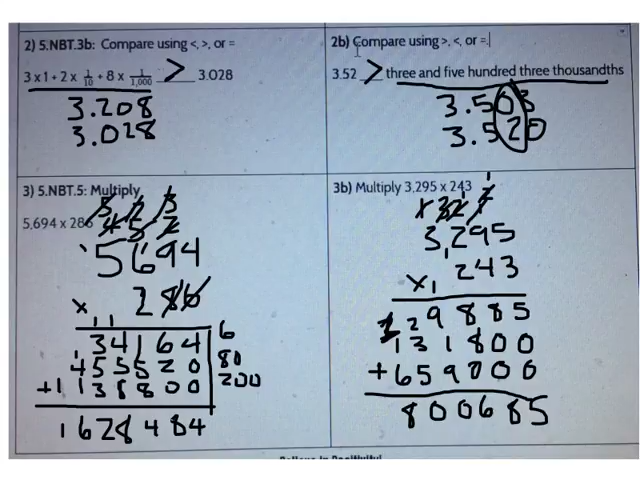 2) 5.NBT.3b: Compare using <, >, or =
3 x 1 + 2 x 1/10 + 8 x 1/1,000 > 3.028
3.208
3.028
2b) Compare using >, <, or =.
3.52 > three and five hundred three thousandths
3.503
3.520
3) 5.NBT.5: Multiply
5,694 x 286
5694
x 286
34164 6
455520 80
+1138800 200
1628484
3b) Multiply 3,295 x 243
3,295
x 243
9885
131800
+659000
800685